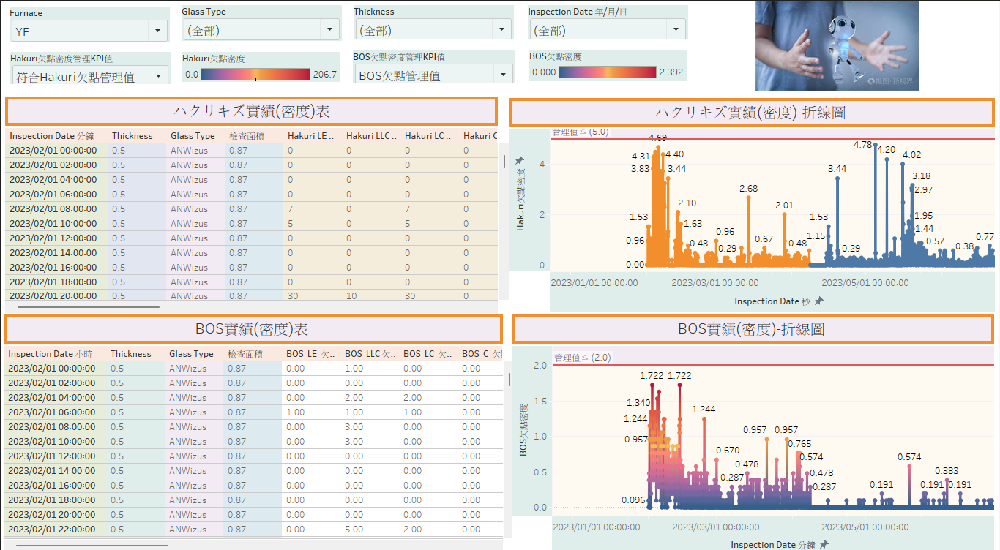 Furnace
YF
Glass Type
(全部)
Thickness
(全部)
Inspection Date 年/月/日
(全部)
Hakuri欠點密度管理KPI值
符合Hakuri欠點管理值
Hakuri欠點密度
0.0 206.7
BOS欠點密度管理KPI值
BOS欠點管理值
BOS欠點密度
0.000 2.392
攝图·新视界
ハクリキズ實績(密度)表
Inspection Date 分鐘 Thickness Glass Type 檢查面積 Hakuri LE .. Hakuri LLC .. Hakuri LC .. Hakuri C
2023/02/01 00:00:00 0.5 ANWizus 0.87 0 0 0 0
2023/02/01 02:00:00 0.5 ANWizus 0.87 0 0 0 0
2023/02/01 04:00:00 0.5 ANWizus 0.87 0 0 0 0
2023/02/01 06:00:00 0.5 ANWizus 0.87 0 0 0 0
2023/02/01 08:00:00 0.5 ANWizus 0.87 7 0 7 0
2023/02/01 10:00:00 0.5 ANWizus 0.87 5 0 5 0
2023/02/01 12:00:00 0.5 ANWizus 0.87 0 0 0 0
2023/02/01 14:00:00 0.5 ANWizus 0.87 0 0 0 0
2023/02/01 16:00:00 0.5 ANWizus 0.87 0 0 0 0
2023/02/01 18:00:00 0.5 ANWizus 0.87 0 0 0 0
2023/02/01 20:00:00 0.5 ANWizus 0.87 30 10 30 0
ハクリキズ實績(密度)-折線圖
管理值≦ (5.0)
Hakuri欠點密度
4
2
0
4.69
4.31 4.40
3.83 3.44
2.10
1.53 1.63
0.96 0.48 0.96
0.00 0.29
2.68
0.67
2.01
0.48
1.53
1.15
3.44
0.29
4.78 4.20
4.02
3.18
2.97
1.95
1.44
0.57
0.38
0.77
2023/01/01 00:00:00 2023/03/01 00:00:00 2023/05/01 00:00:00
Inspection Date 秒
BOS實績(密度)表
Inspection Date 小時 Thickness Glass Type 檢查面積 BOS LE 欠.. BOS LLC 欠.. BOS LC 欠.. BOS C 欠
2023/02/01 00:00:00 0.5 ANWizus 0.87 0.00 1.00 0.00 0.00
2023/02/01 02:00:00 0.5 ANWizus 0.87 0.00 0.00 0.00 0.00
2023/02/01 04:00:00 0.5 ANWizus 0.87 0.00 2.00 2.00 0.00
2023/02/01 06:00:00 0.5 ANWizus 0.87 1.00 1.00 1.00 0.00
2023/02/01 08:00:00 0.5 ANWizus 0.87 0.00 3.00 0.00 0.00
2023/02/01 10:00:00 0.5 ANWizus 0.87 0.00 3.00 0.00 0.00
2023/02/01 12:00:00 0.5 ANWizus 0.87 0.00 0.00 0.00 0.00
2023/02/01 14:00:00 0.5 ANWizus 0.87 0.00 0.00 0.00 0.00
2023/02/01 16:00:00 0.5 ANWizus 0.87 0.00 0.00 0.00 0.00
2023/02/01 18:00:00 0.5 ANWizus 0.87 0.00 0.00 0.00 0.00
2023/02/01 20:00:00 0.5 ANWizus 0.87 0.00 0.00 0.00 0.00
2023/02/01 22:00:00 0.5 ANWizus 0.87 0.00 5.00 2.00 0.00
BOS實績(密度)-折線圖
管理值≦ (2.0)
BOS欠點密度
2.0
1.5
1.0
0.5
0.0
1.722 1.722
1.340
1.244 1.244
0.957
0.096
0.670
0.287
0.478
0.957 0.957
0.765
0.574
0.478
0.287
0.191
0.574
0.191
0.383
0.191
2023/01/01 00:00:00 2023/03/01 00:00:00 2023/05/01 00:00:00
Inspection Date 分鐘